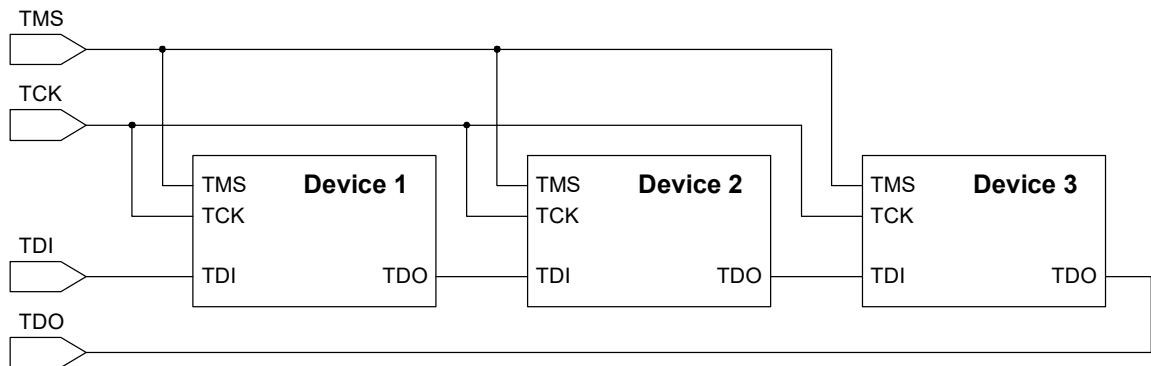 TMS
TCK
TMS Device 1
TCK
TDI TDO
TMS Device 2
TCK
TDI TDO
TMS Device 3
TCK
TDI TDO
TDI
TDO